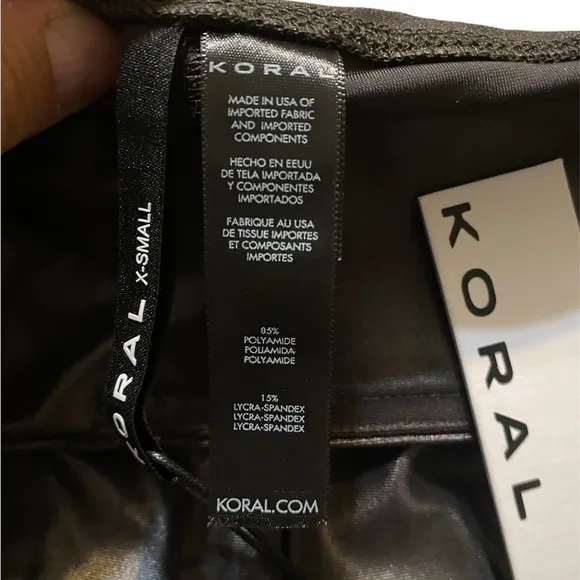 KORAL X-SMALL
KORAL
MADE IN USA OF
IMPORTED FABRIC
AND IMPORTED
COMPONENTS
HECHO EN EEUU
DE TELA IMPORTADA
Y COMPONENTES
IMPORTADOS
FABRIQUE AU USA
DE TISSUE IMPORTES
ET COMPOSANTS
IMPORTES
85%
POLYAMIDE
POLIAMIDA
POLYAMIDE
15%
LYCRA-SPANDEX
LYCRA-SPANDEX
LYCRA-SPANDEX
KORAL.COM
KORAL